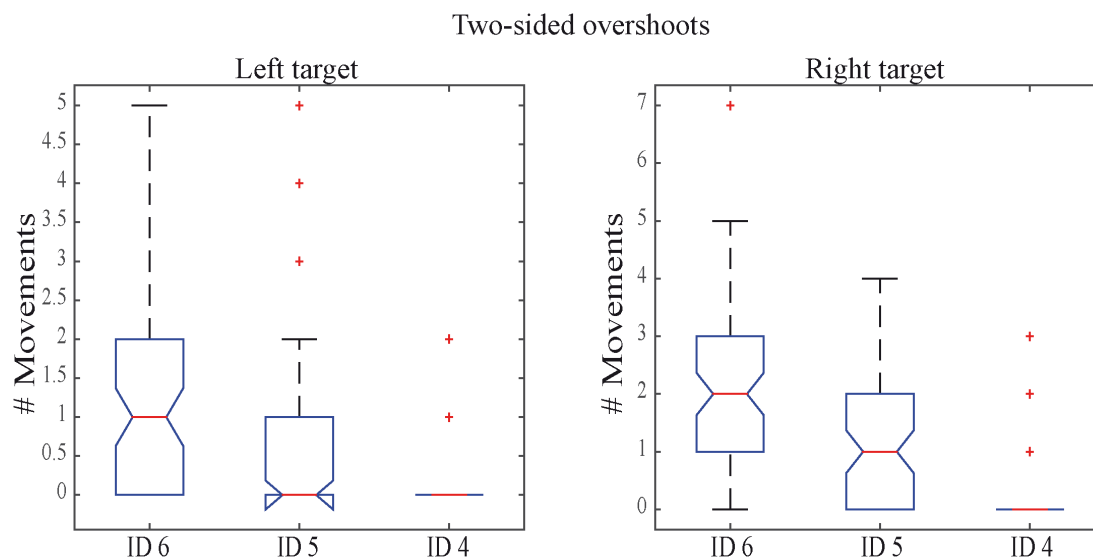 Two-sided overshoots
Left target
5
4.5
4
3.5
3
2.5
2
1.5
1
0.5
0
# Movements
ID 6
ID 5
ID 4
Right target
7
6
5
4
3
2
1
0
# Movements
ID 6
ID 5
ID 4